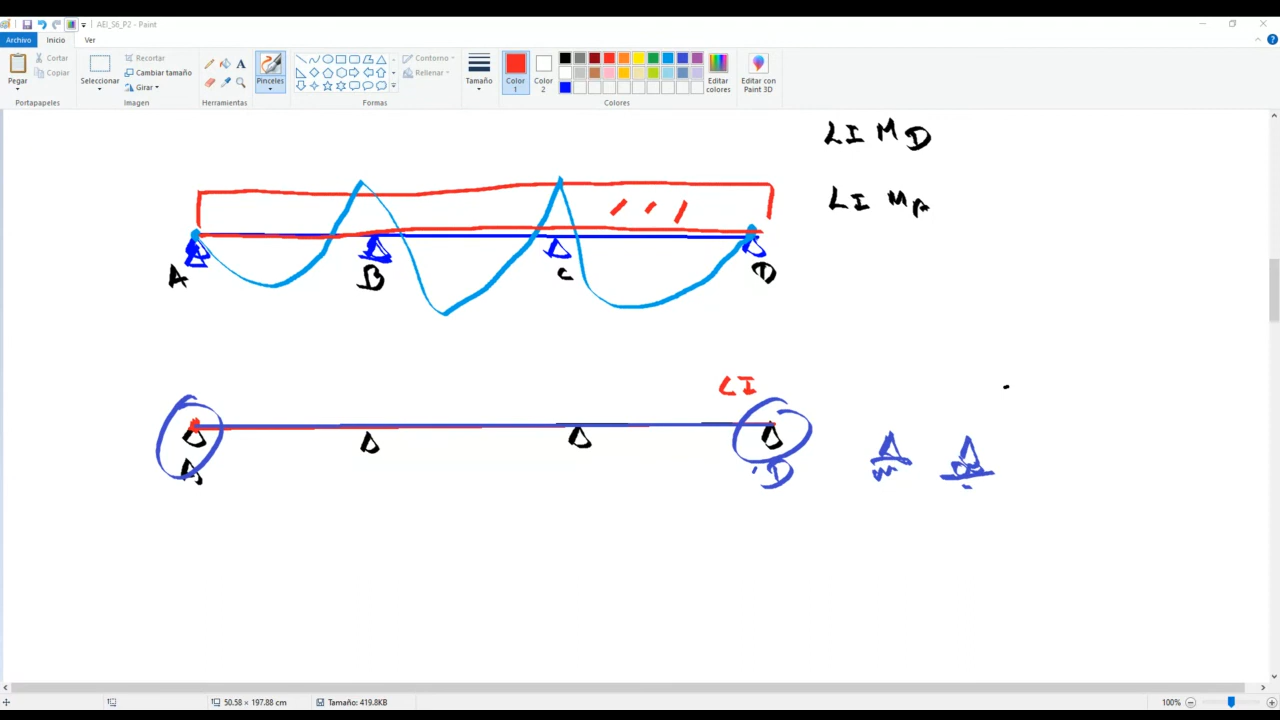 AEI_S6_P2 - Paint
Archivo Inicio Ver
Pegar
Cortar
Copiar
Portapapeles
Seleccionar
Recortar
Cambiar tamaño
Girar
Imagen
A
Herramientas
Pinceles
Contorno
Rellenar
Formas
Tamaño
Color 1
Color 2
Editar colores
Editar con Paint 3D
Colores
LI MD
LI MA
A B C D
LI
D
50.58 × 197.88 cm
Tamaño: 419.8KB
100%